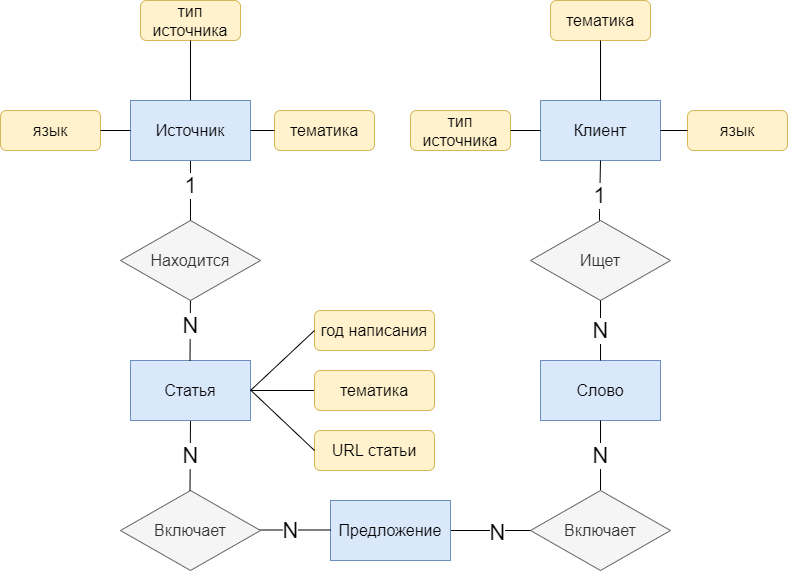 тип
источника
тематика
язык
Источник
тематика
тип
источника
Клиент
язык
1
1
Находится
Ищет
N
N
год написания
Статья
тематика
Слово
URL статьи
N
N
Включает
N
Предложение
N
Включает